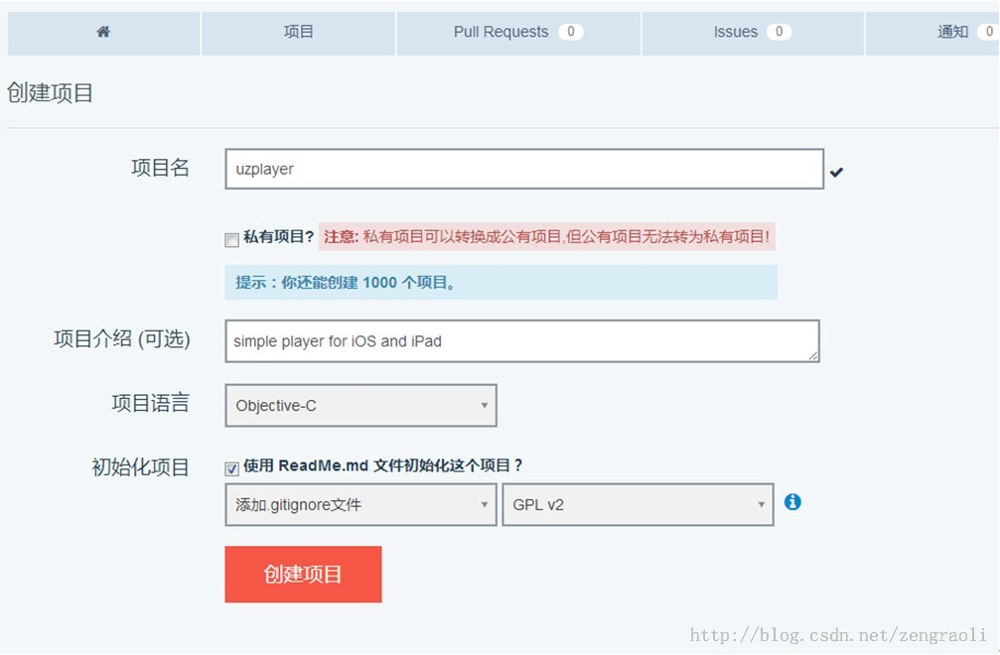 项目 Pull Requests 0 Issues 0 通知 0
创建项目
项目名 uzplayer
私有项目? 注意: 私有项目可以转换成公有项目,但公有项目无法转为私有项目!
提示：你还能创建 1000 个项目。
项目介绍 (可选) simple player for iOS and iPad
项目语言 Objective-C
初始化项目 使用 ReadMe.md 文件初始化这个项目？
添加.gitignore文件 GPL v2
创建项目
http://blog.csdn.net/zengraoli